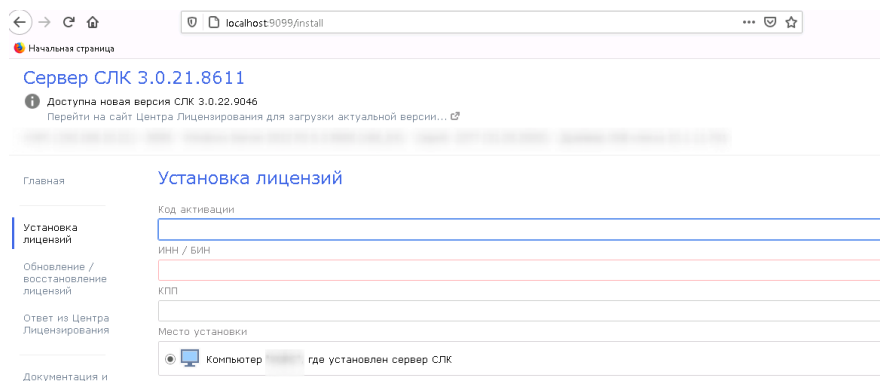 localhost:9099/install
Начальная страница
Сервер СЛК 3.0.21.8611
Доступна новая версия СЛК 3.0.22.9046
Перейти на сайт Центра Лицензирования для загрузки актуальной версии...
Главная
Установка лицензий
Обновление / восстановление лицензий
Ответ из Центра Лицензирования
Документация и
Установка лицензий
Код активации
ИНН / БИН
КПП
Место установки
Компьютер где установлен сервер СЛК